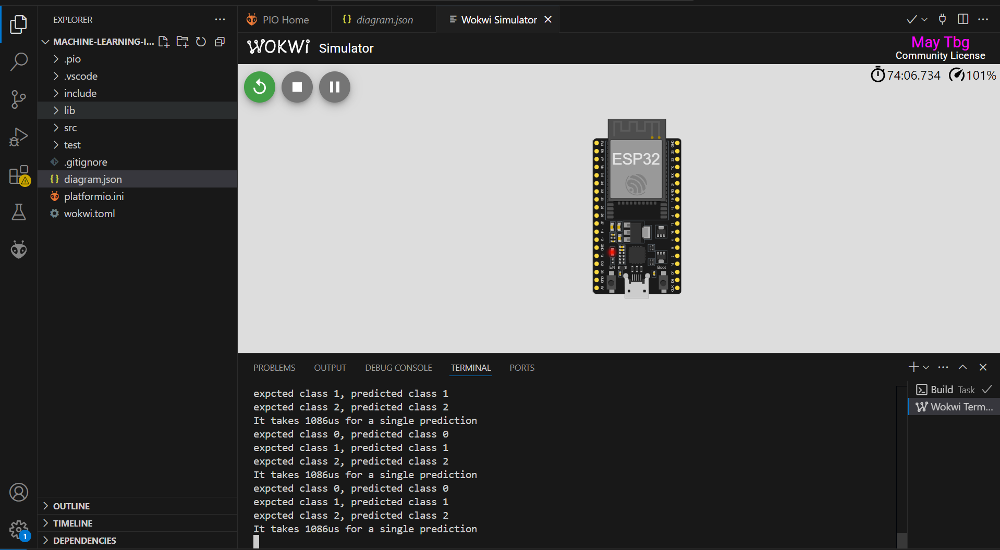 EXPLORER
MACHINE-LEARNING-I...
.pio
.vscode
include
lib
src
test
.gitignore
diagram.json
platformio.ini
wokwi.toml
OUTLINE
TIMELINE
DEPENDENCIES
1
PIO Home
diagram.json
Wokwi Simulator
WOKWI Simulator
May Tbg
Community License
74:06.734 101%
ESP32
EN
Boot
PROBLEMS OUTPUT DEBUG CONSOLE TERMINAL PORTS
expcted class 1, predicted class 1
expcted class 2, predicted class 2
It takes 1086us for a single prediction
expcted class 0, predicted class 0
expcted class 1, predicted class 1
expcted class 2, predicted class 2
It takes 1086us for a single prediction
expcted class 0, predicted class 0
expcted class 1, predicted class 1
expcted class 2, predicted class 2
It takes 1086us for a single prediction
Build Task
Wokwi Term...